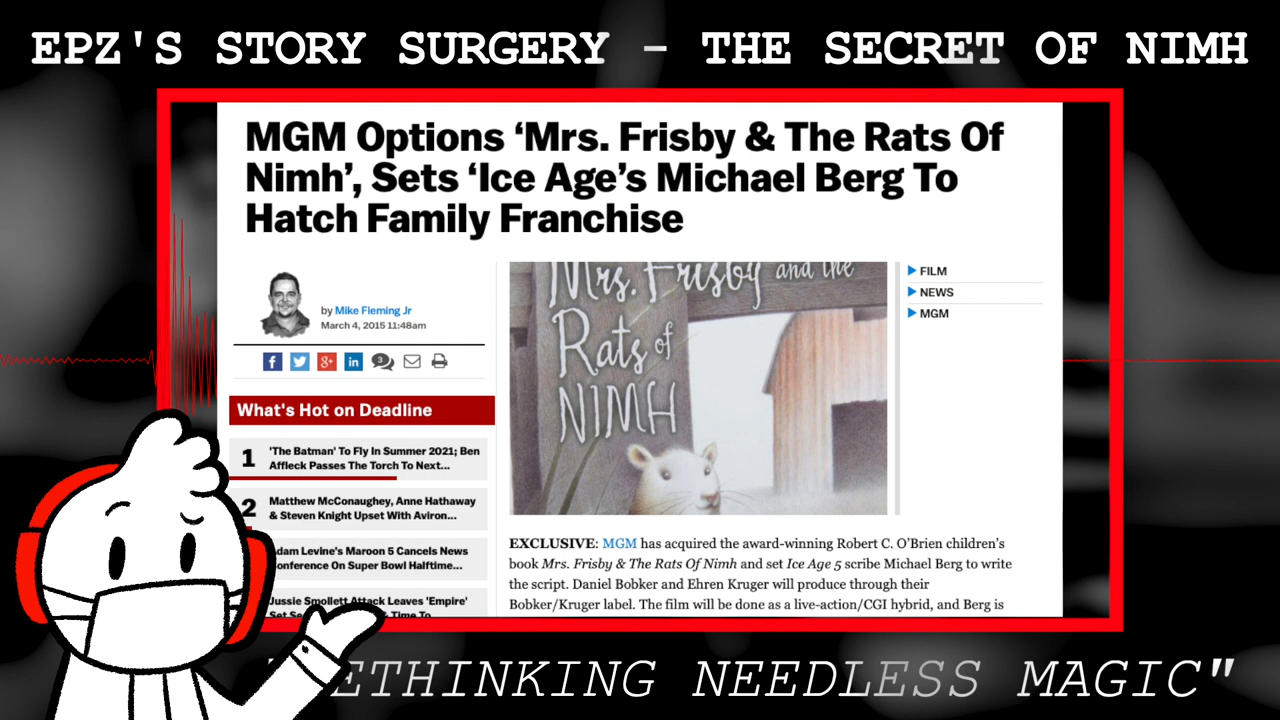 EPZ'S STORY SURGERY - THE SECRET OF NIMH
MGM Options ‘Mrs. Frisby & The Rats Of
Nimh’, Sets ‘Ice Age’s Michael Berg To
Hatch Family Franchise
by Mike Fleming Jr
March 4, 2015 11:48am
3
What's Hot on Deadline
1
'The Batman' To Fly In Summer 2021; Ben
Affleck Passes The Torch To Next...
2
Matthew McConaughey, Anne Hathaway
& Steven Knight Upset With Aviron...
Adam Levine's Maroon 5 Cancels News
Conference On Super Bowl Halftime...
Jussie Smollett Attack Leaves 'Empire'
Time To
Mrs. Frisby and the
Rats of
NIMH
FILM
NEWS
MGM
EXCLUSIVE: MGM has acquired the award-winning Robert C. O’Brien children’s
book Mrs. Frisby & The Rats Of Nimh and set Ice Age 5 scribe Michael Berg to write
the script. Daniel Bobker and Ehren Kruger will produce through their
Bobker/Kruger label. The film will be done as a live-action/CGI hybrid, and Berg is
ETHINKING NEEDLESS MAGIC"